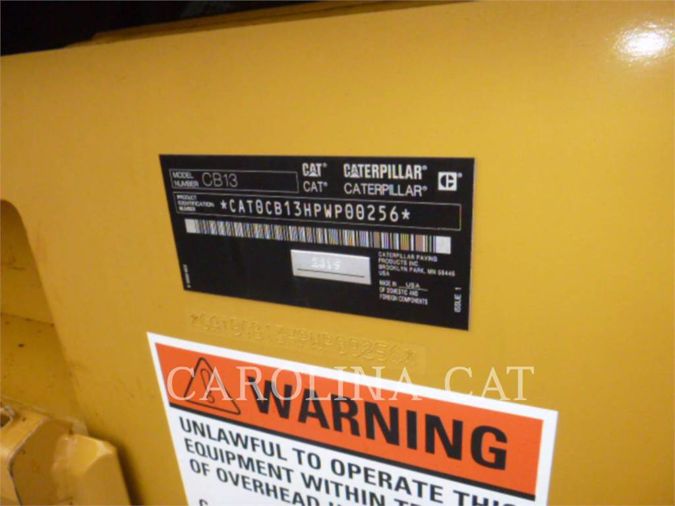 MODEL NUMBER CB13
CAT® CATERPILLAR®
CAT® CATERPILLAR®
PRODUCT IDENTIFICATION NUMBER
*CAT0CB13HPWP00256*
CATERPILLAR PAVING
PRODUCTS INC.
BROOKLYN PARK, MN 55445
USA
MADE IN USA
OF DOMESTIC AND
FOREIGN COMPONENTS
ISSUE 1
*CAT0CB13HPWP00256*
CAROLINA CAT
WARNING
UNLAWFUL TO OPERATE THIS
EQUIPMENT WITHIN
OF OVERHEAD